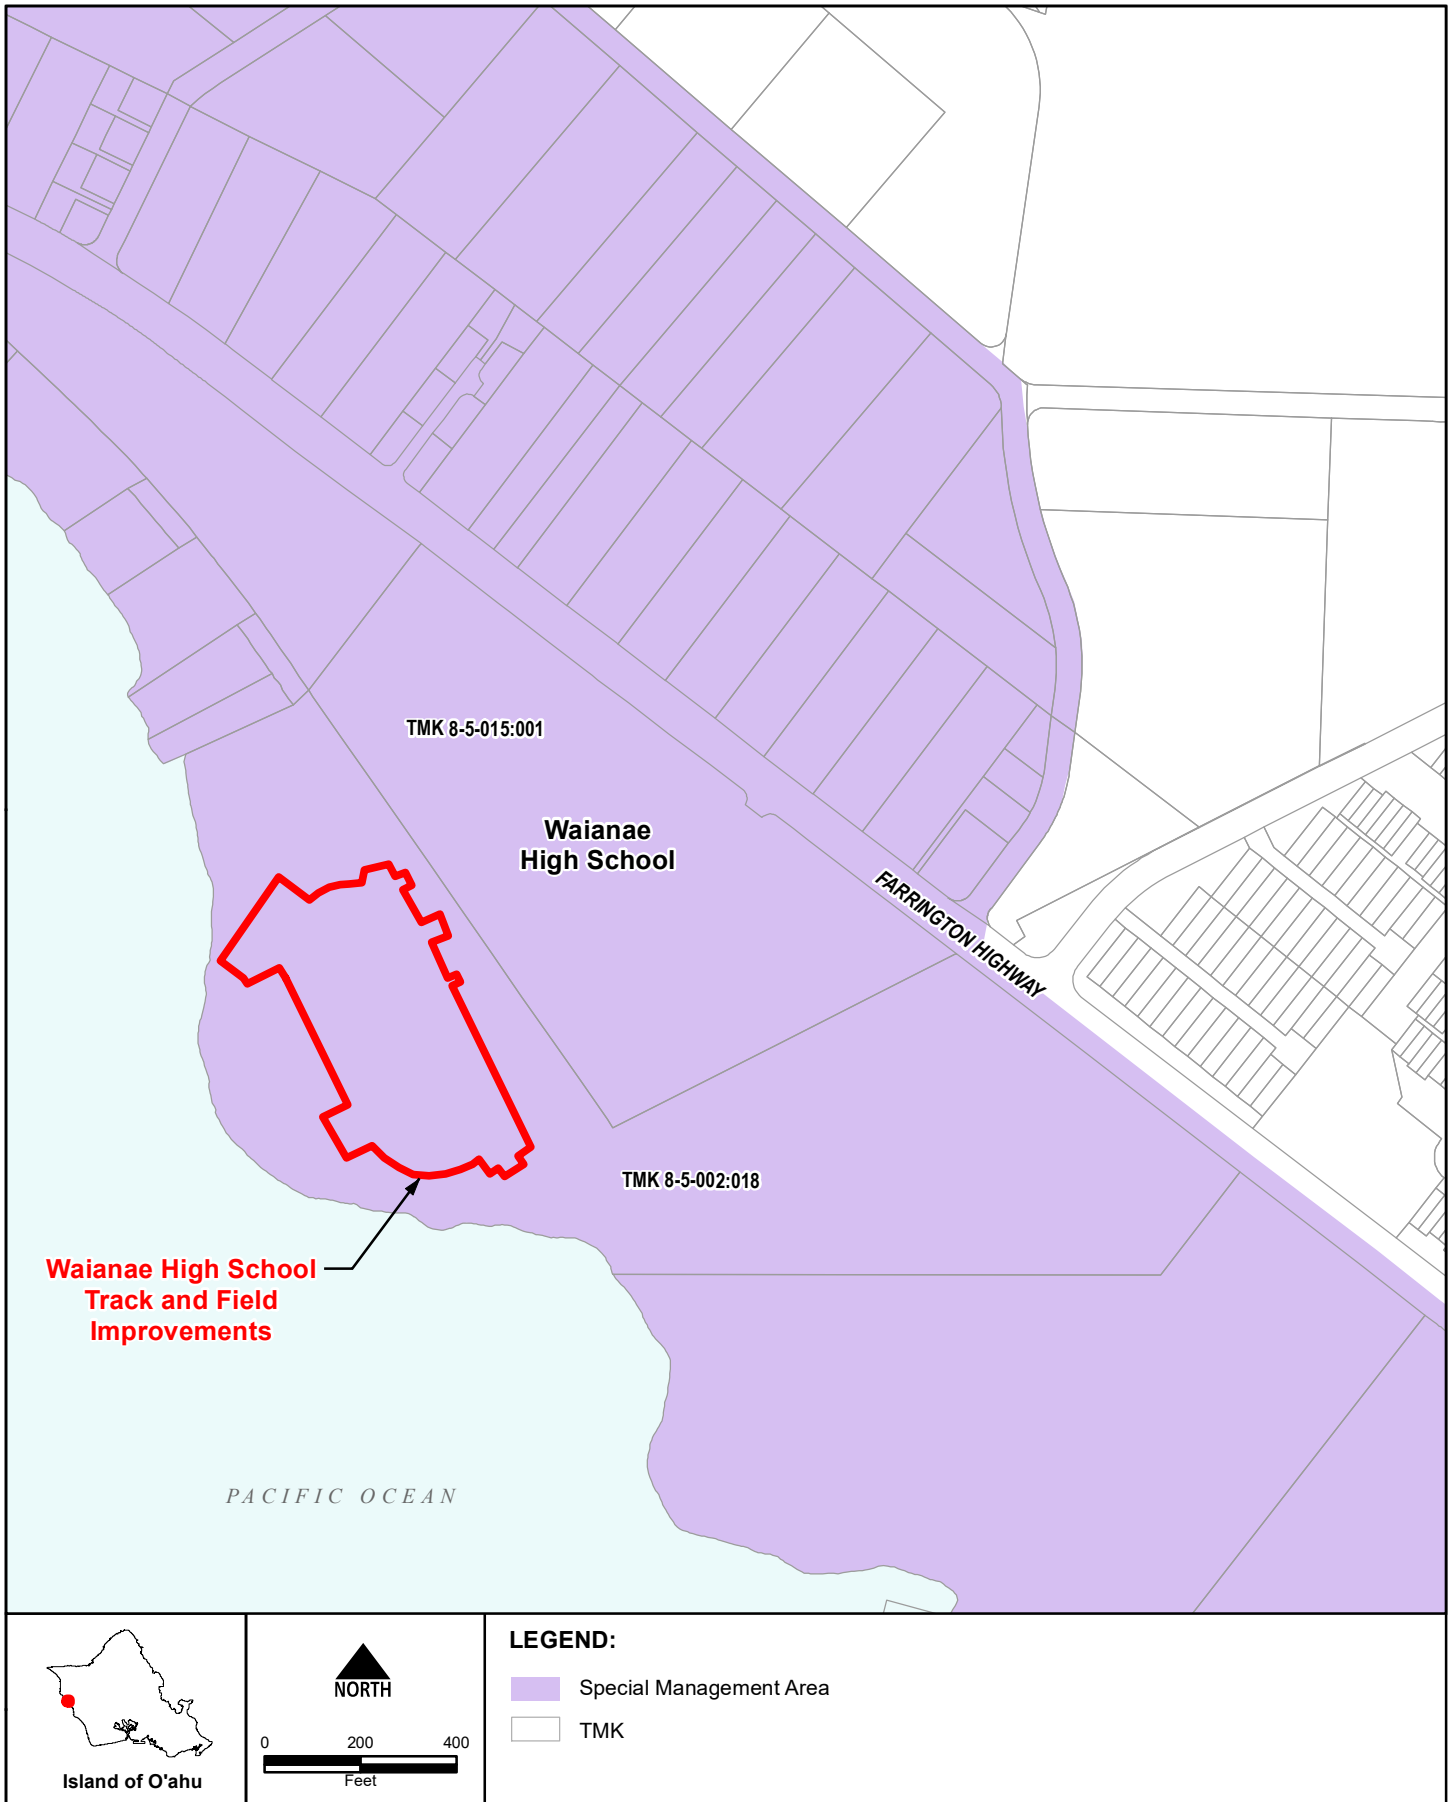 TMK 8-5-015:001
Waianae
High School
FARRINGTON HIGHWAY
TMK 8-5-002:018
Waianae High School
Track and Field
Improvements
PACIFIC OCEAN
Island of O'ahu
NORTH
0 200 400
Feet
LEGEND:
Special Management Area
TMK